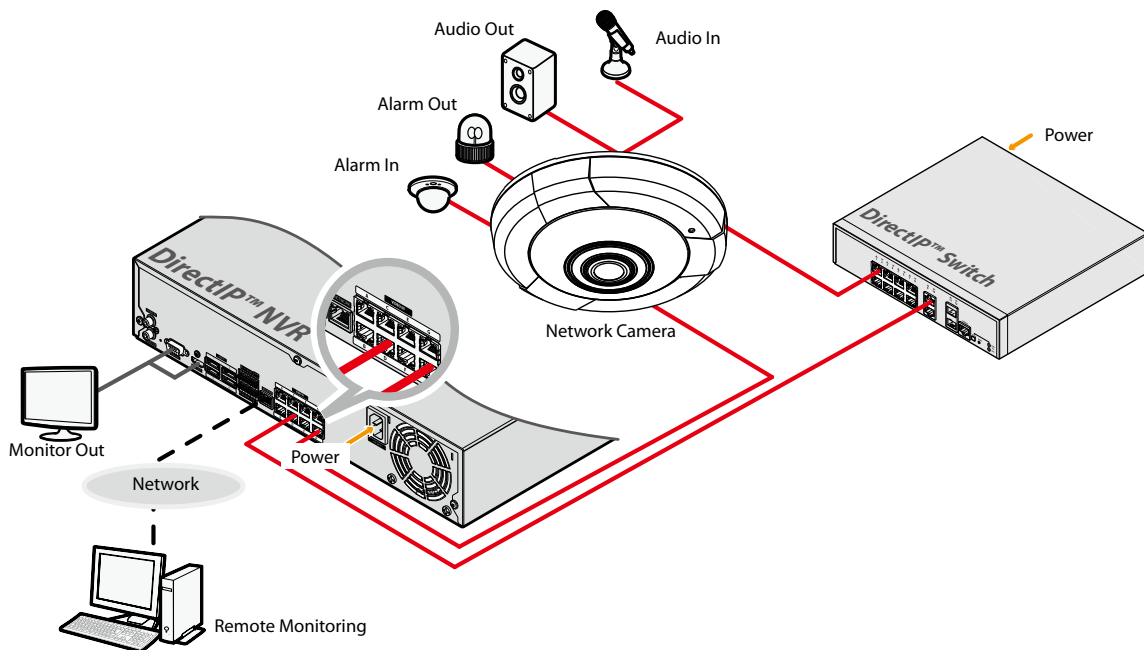 Audio Out
Audio In
Alarm Out
Alarm In
Power
DirectIP™ Switch
DirectIP™ NVR
Network Camera
Monitor Out
Power
Network
Remote Monitoring